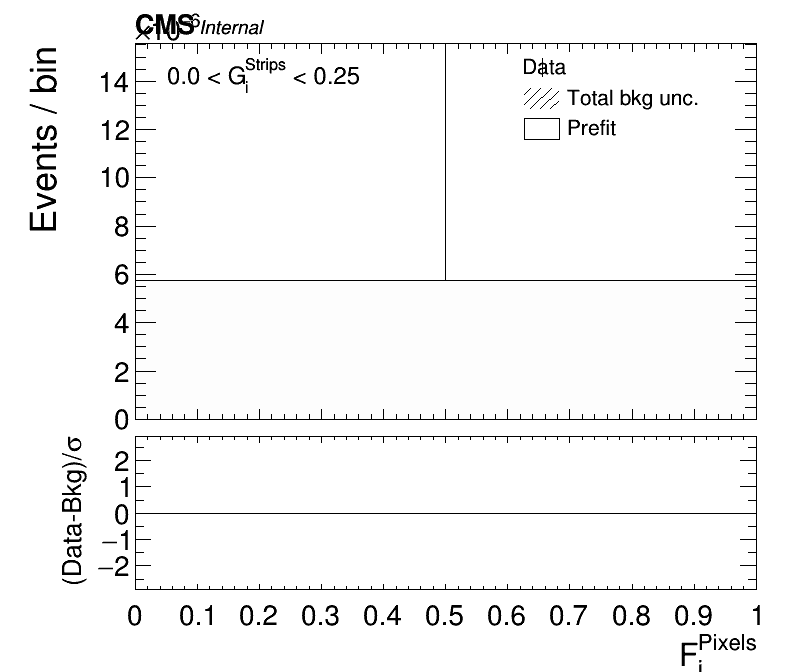 CMS Internal
×10⁻⁶
Events / bin
14
12
10
8
6
4
2
0
0.0 < G_i^Strips < 0.25
Data
Total bkg unc.
Prefit
(Data-Bkg)/σ
2
1
0
−1
−2
0 0.1 0.2 0.3 0.4 0.5 0.6 0.7 0.8 0.9 1
F_i^Pixels